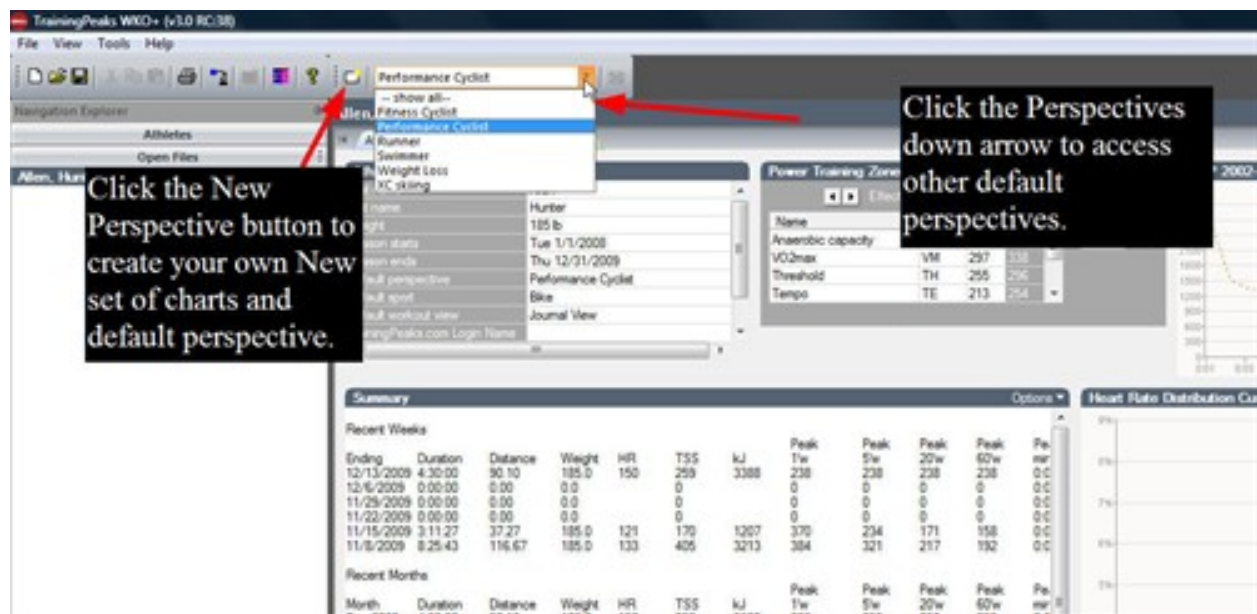 TrainingPeaks WKO+ (v3.0 RC:38)
File View Tools Help
Performance Cyclist
Navigation Explorer
-- show all--
Fitness Cyclist
Performance Cyclist
Runner
Swimmer
Weight Loss
XC skiing
Athletes
Open Files
Allen,
Click the New
Perspective button to
create your own New
set of charts and
default perspective.
Click the Perspectives
down arrow to access
other default
perspectives.
Hunter
185 lb
Tue 1/1/2008
Thu 12/31/2009
Performance Cyclist
Bike
Journal View
Login Name
Power Training
Name
Anaerobic capacity
VO2max VM 297 338
Threshold TH 255 296
Tempo TE 213 254
Summary Options
Recent Weeks
Peak Peak Peak Peak
Ending Duration Distance Weight HR TSS kJ 1'w 5'w 20'w 60'w
12/13/2009 4:30:00 90.10 185.0 150 259 3388 238 238 238 238
12/6/2009 0:00:00 0.00 0.0 0 0 0 0 0
11/29/2009 0:00:00 0.00 0.0 0 0 0 0 0
11/22/2009 0:00:00 0.00 0.0 0 0 0 0 0
11/15/2009 3:11:27 37.27 185.0 121 170 1207 370 234 171 158
11/8/2009 8:25:43 116.67 185.0 133 405 3213 384 321 217 192
Recent Months
Peak Peak Peak Peak
Month Duration Distance Weight HR TSS kJ 1'w 5'w 20'w 60'w
Heart Rate Distribution